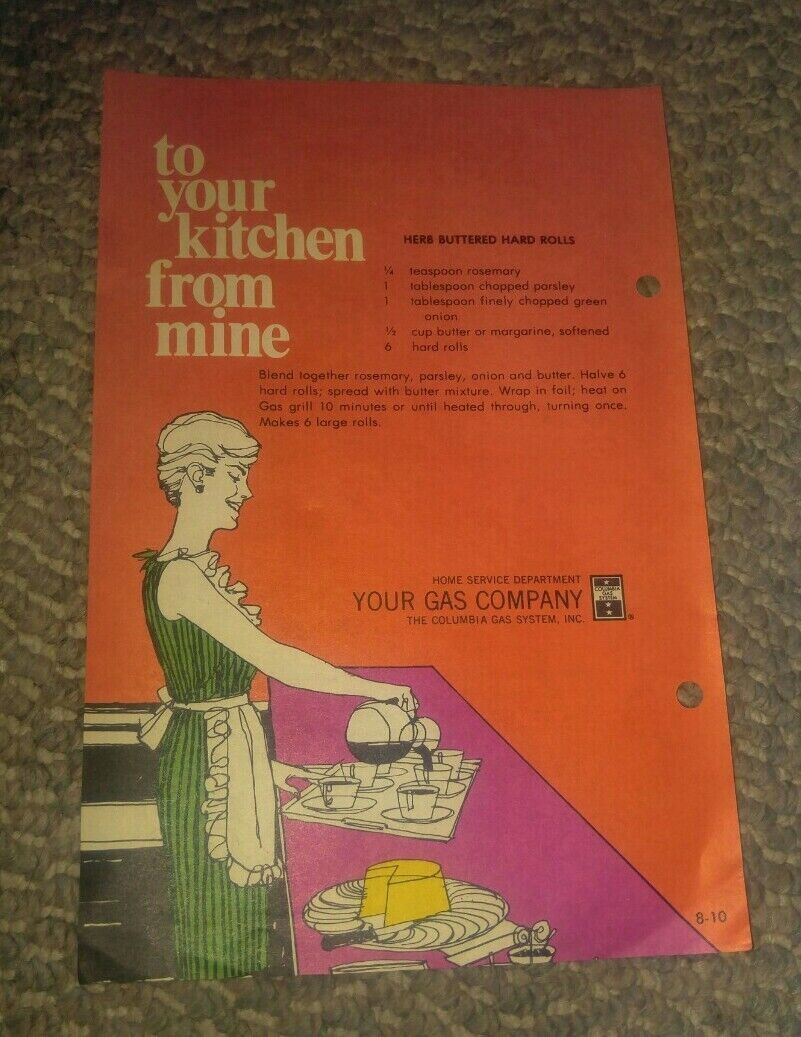 to
your
kitchen
from
mine
HERB BUTTERED HARD ROLLS
¼ teaspoon rosemary
1 tablespoon chopped parsley
1 tablespoon finely chopped green
onion
½ cup butter or margarine, softened
6 hard rolls
Blend together rosemary, parsley, onion and butter. Halve 6
hard rolls; spread with butter mixture. Wrap in foil; heat on
Gas grill 10 minutes or until heated through, turning once.
Makes 6 large rolls.
HOME SERVICE DEPARTMENT
YOUR GAS COMPANY
THE COLUMBIA GAS SYSTEM, INC.
COLUMBIA
GAS
SYSTEM
®
8-10